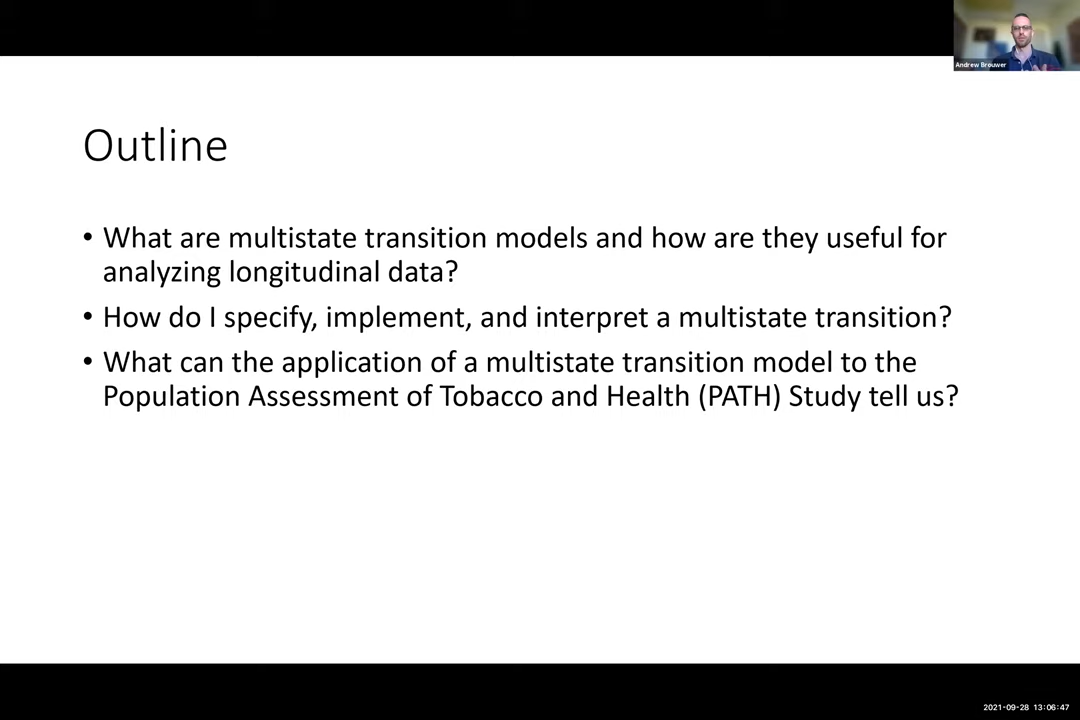 Andrew Brouwer
Outline
• What are multistate transition models and how are they useful for
analyzing longitudinal data?
• How do I specify, implement, and interpret a multistate transition?
• What can the application of a multistate transition model to the
Population Assessment of Tobacco and Health (PATH) Study tell us?
2021-09-28 13:06:47